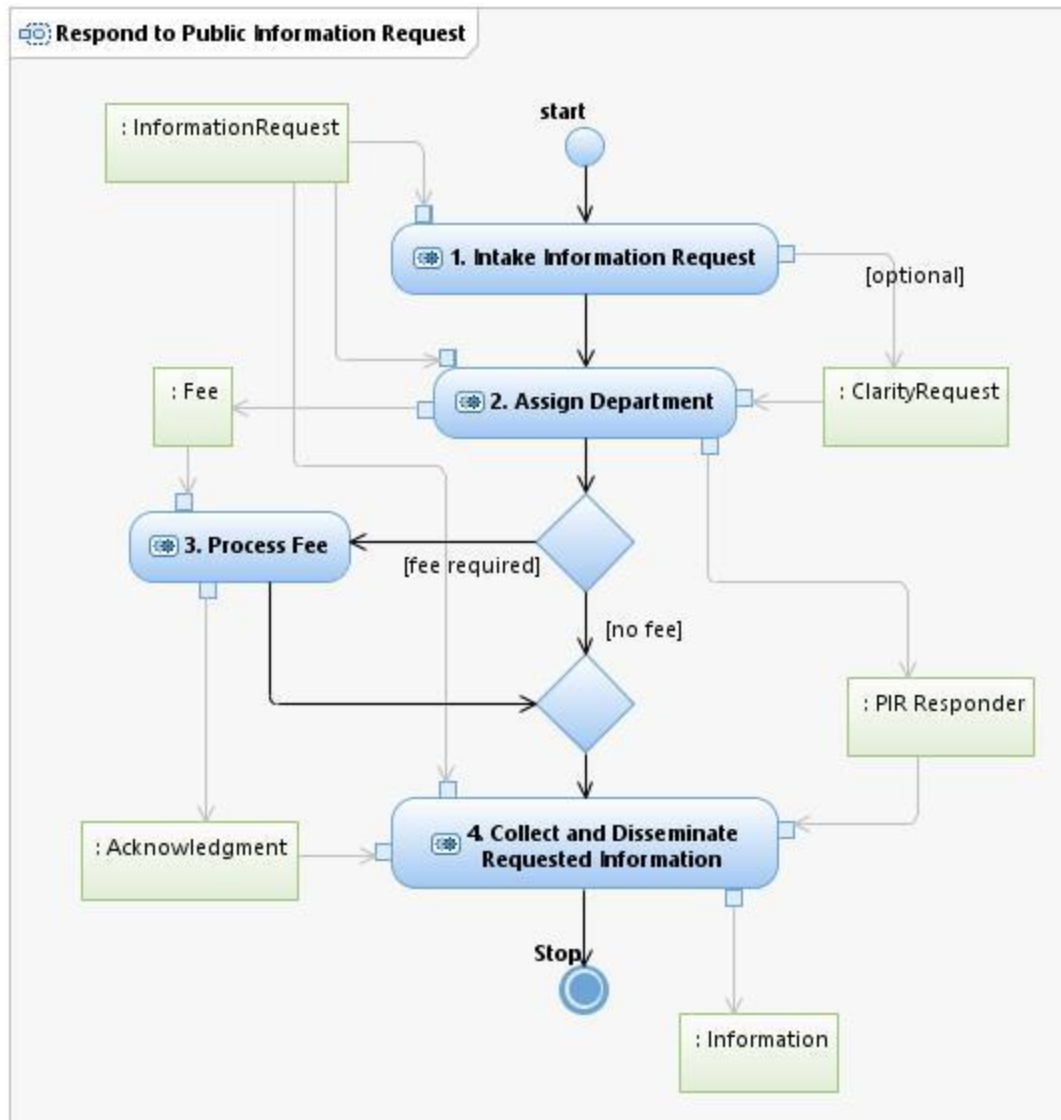 Respond to Public Information Request
start
: InformationRequest
1. Intake Information Request
[optional]
: Fee
2. Assign Department
: ClarityRequest
3. Process Fee
[fee required]
[no fee]
: PIR Responder
: Acknowledgment
4. Collect and Disseminate
Requested Information
Stop
: Information